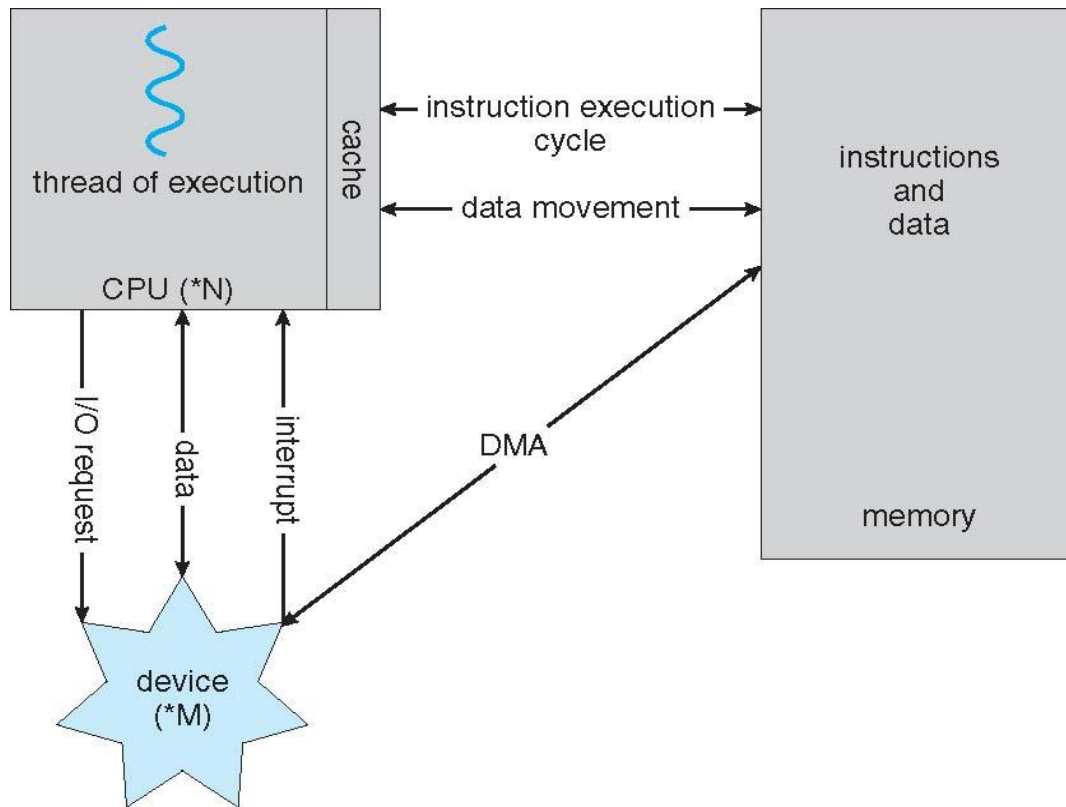 thread of execution
cache
CPU (*N)
instruction execution
cycle
data movement
instructions
and
data
memory
I/O request
data
interrupt
DMA
device
(*M)